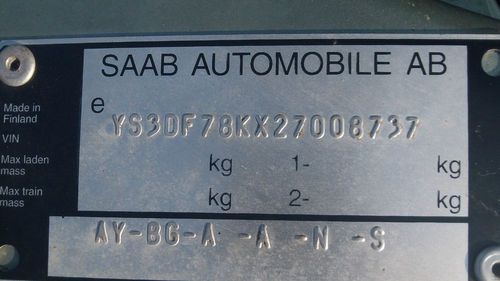 SAAB AUTOMOBILE AB
e
Made in
Finland
YS3DF78KX27008737
VIN
Max laden
mass
kg 1- kg
Max train
mass
kg 2- kg
AY-BG-A -A -N -S